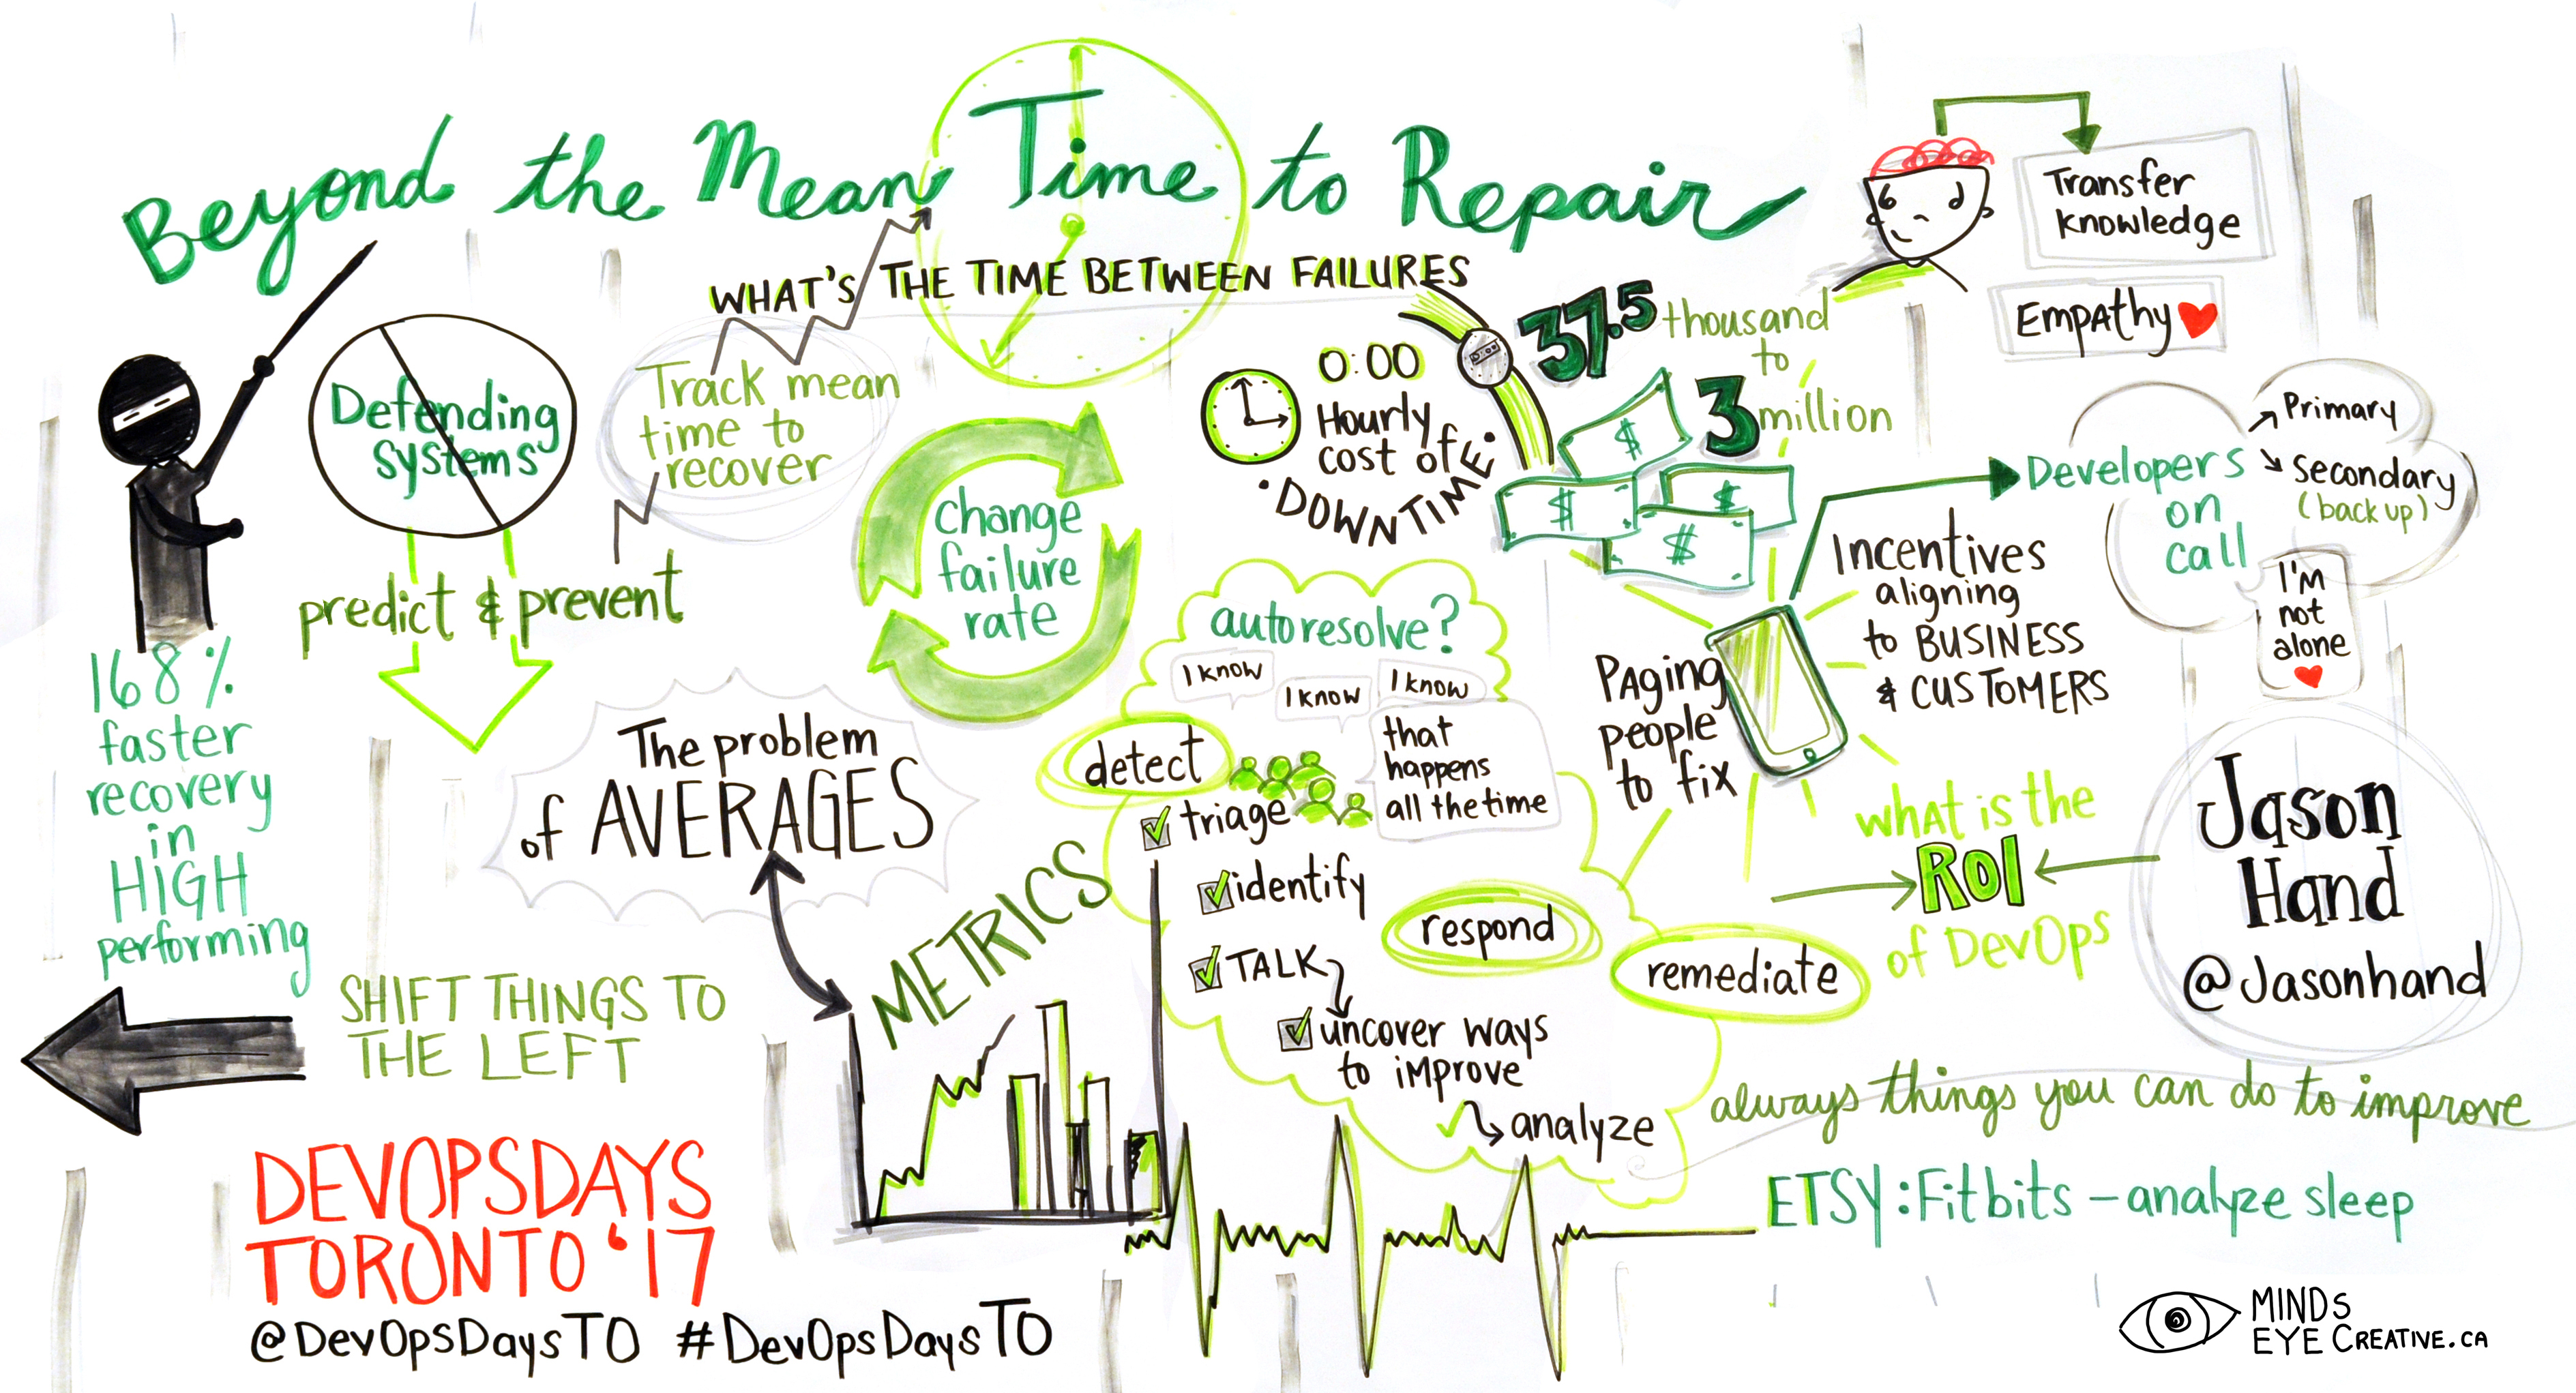 Beyond the Mean Time to Repair
WHAT'S THE TIME BETWEEN FAILURES
Defending
systems
predict & prevent
168%
faster
recovery
in
HIGH
performing
SHIFT THINGS TO
THE LEFT
Track mean
time to
recover
change
failure
rate
The problem
of AVERAGES
METRICS
0:00
Hourly
cost of
•DOWNTIME•
37.5 thousand
to
3 million
$
$
$
$
Transfer
knowledge
Empathy
Developers
on
call
Primary
Secondary
(back up)
I'M
not
alone
Incentives
aligning
to BUSINESS
& CUSTOMERS
Paging
people
to fix
autoresolve?
I know
I know
I know
that
happens
all the time
detect
triage
identify
TALK
uncover ways
to improve
analyze
respond
remediate
what is the
ROI
of DevOps
Jason
Hand
@Jasonhand
always things you can do to improve
ETSY: Fitbits - analyze sleep
DEVOPSDAYS
TORONTO '17
@DevOpsDaysTO #DevOpsDaysTO
MINDS
EYE CREATIVE.CA